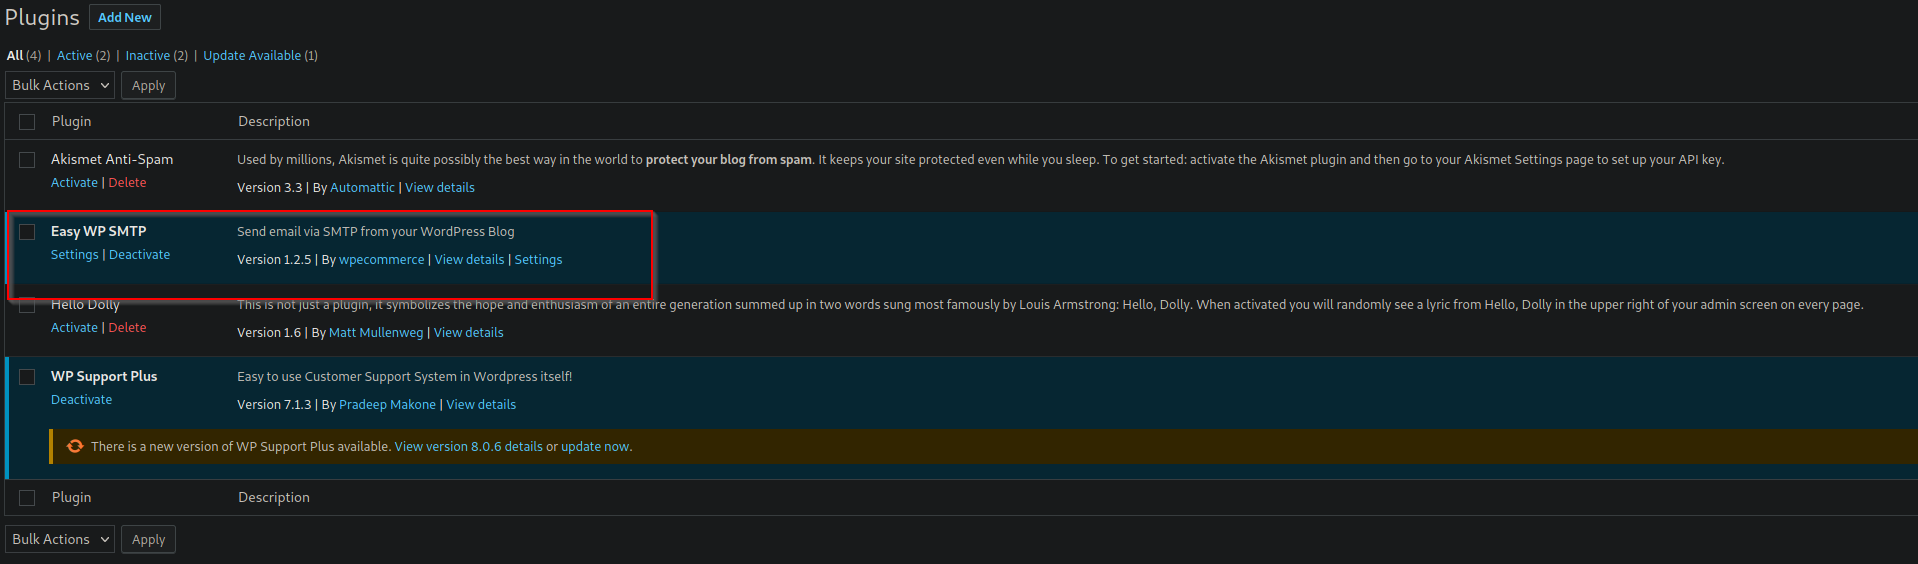 Plugins Add New
All (4) | Active (2) | Inactive (2) | Update Available (1)
Bulk Actions Apply
Plugin Description
Akismet Anti-Spam Used by millions, Akismet is quite possibly the best way in the world to protect your blog from spam. It keeps your site protected even while you sleep. To get started: activate the Akismet plugin and then go to your Akismet Settings page to set up your API key.
Activate | Delete Version 3.3 | By Automattic | View details
Easy WP SMTP Send email via SMTP from your WordPress Blog
Settings | Deactivate Version 1.2.5 | By wpecommerce | View details | Settings
Hello Dolly This is not just a plugin, it symbolizes the hope and enthusiasm of an entire generation summed up in two words sung most famously by Louis Armstrong: Hello, Dolly. When activated you will randomly see a lyric from Hello, Dolly in the upper right of your admin screen on every page.
Activate | Delete Version 1.6 | By Matt Mullenweg | View details
WP Support Plus Easy to use Customer Support System in Wordpress itself!
Deactivate Version 7.1.3 | By Pradeep Makone | View details
There is a new version of WP Support Plus available. View version 8.0.6 details or update now.
Plugin Description
Bulk Actions Apply